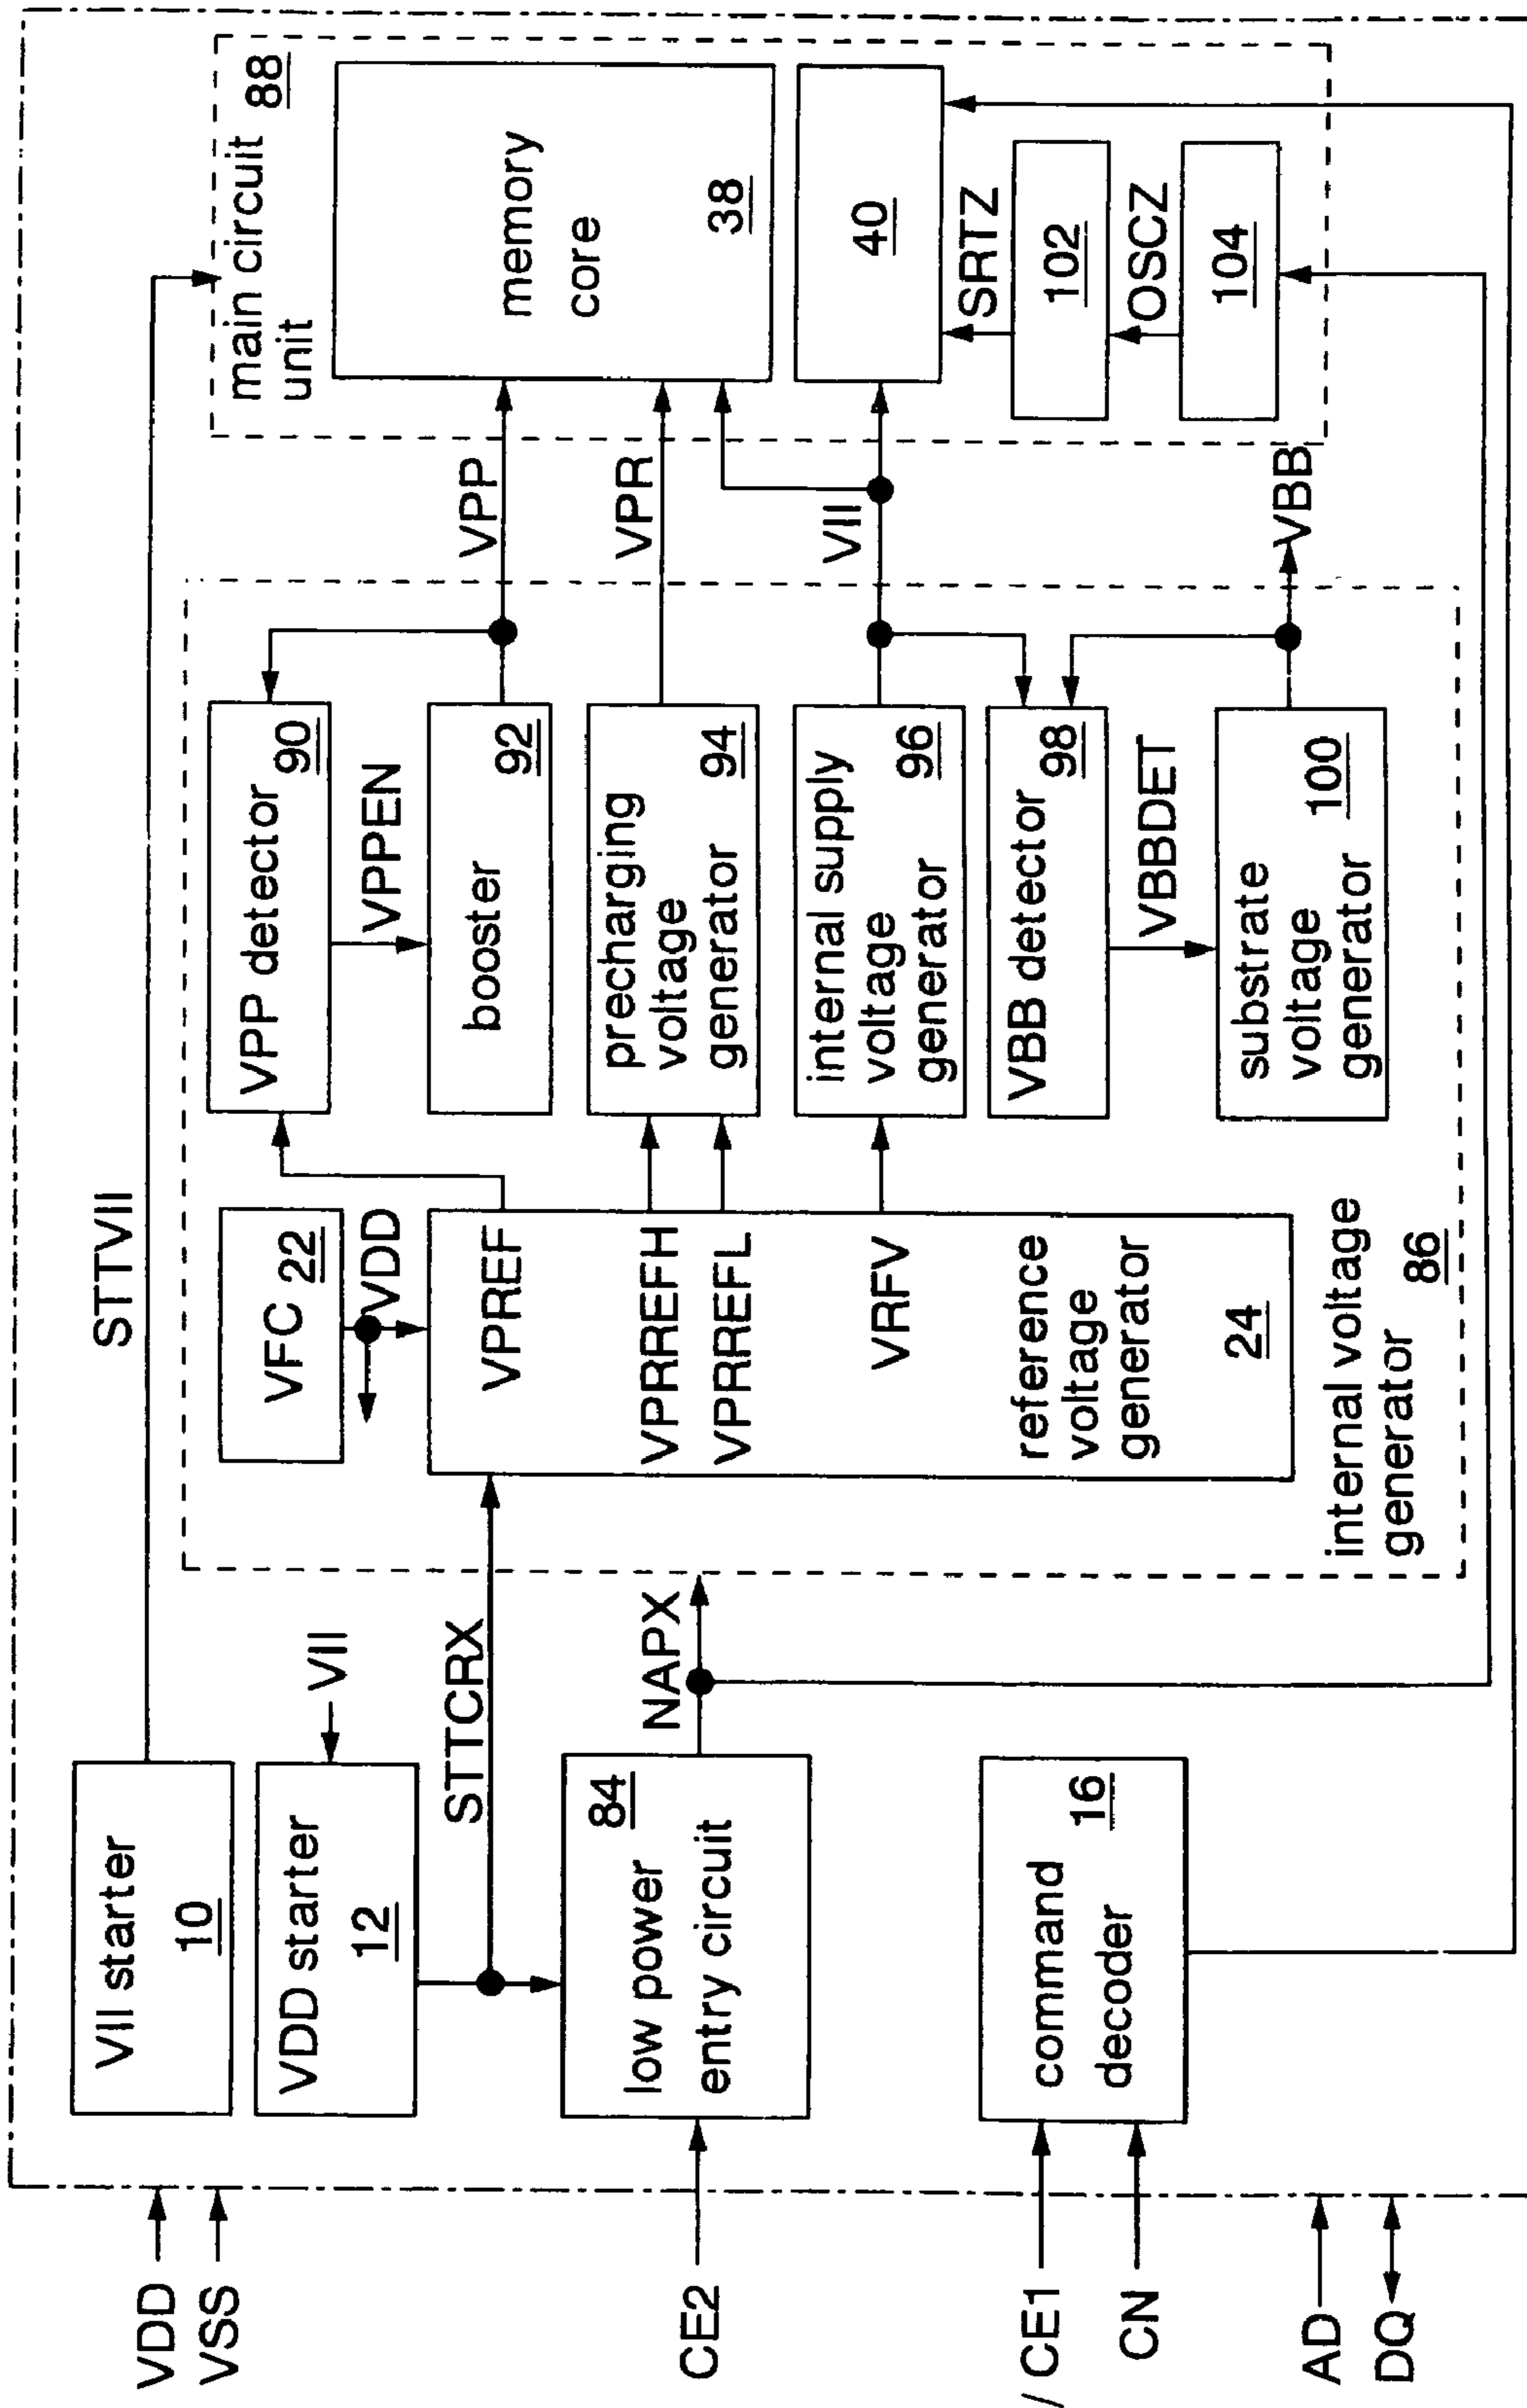 VDD
VSS
CE2
/ CE1
CN
AD
DQ
VII starter
10
VDD starter
12
VII
STTCRX
low power
84
entry circuit
NAPX
command
16
decoder
STTVII
VFC 22
VDD
VPREF
VPRREFH
VPRREFL
VRFV
reference
voltage
generator
24
internal voltage
generator
86
VPP detector
90
VPPEN
booster
92
precharging
voltage
generator
94
internal supply
voltage
generator
96
VBB detector
98
VBBDET
substrate
voltage
generator
100
VPP
VPR
VII
VBB
main circuit
unit
88
memory
core
38
40
SRTZ
102
OSCZ
104